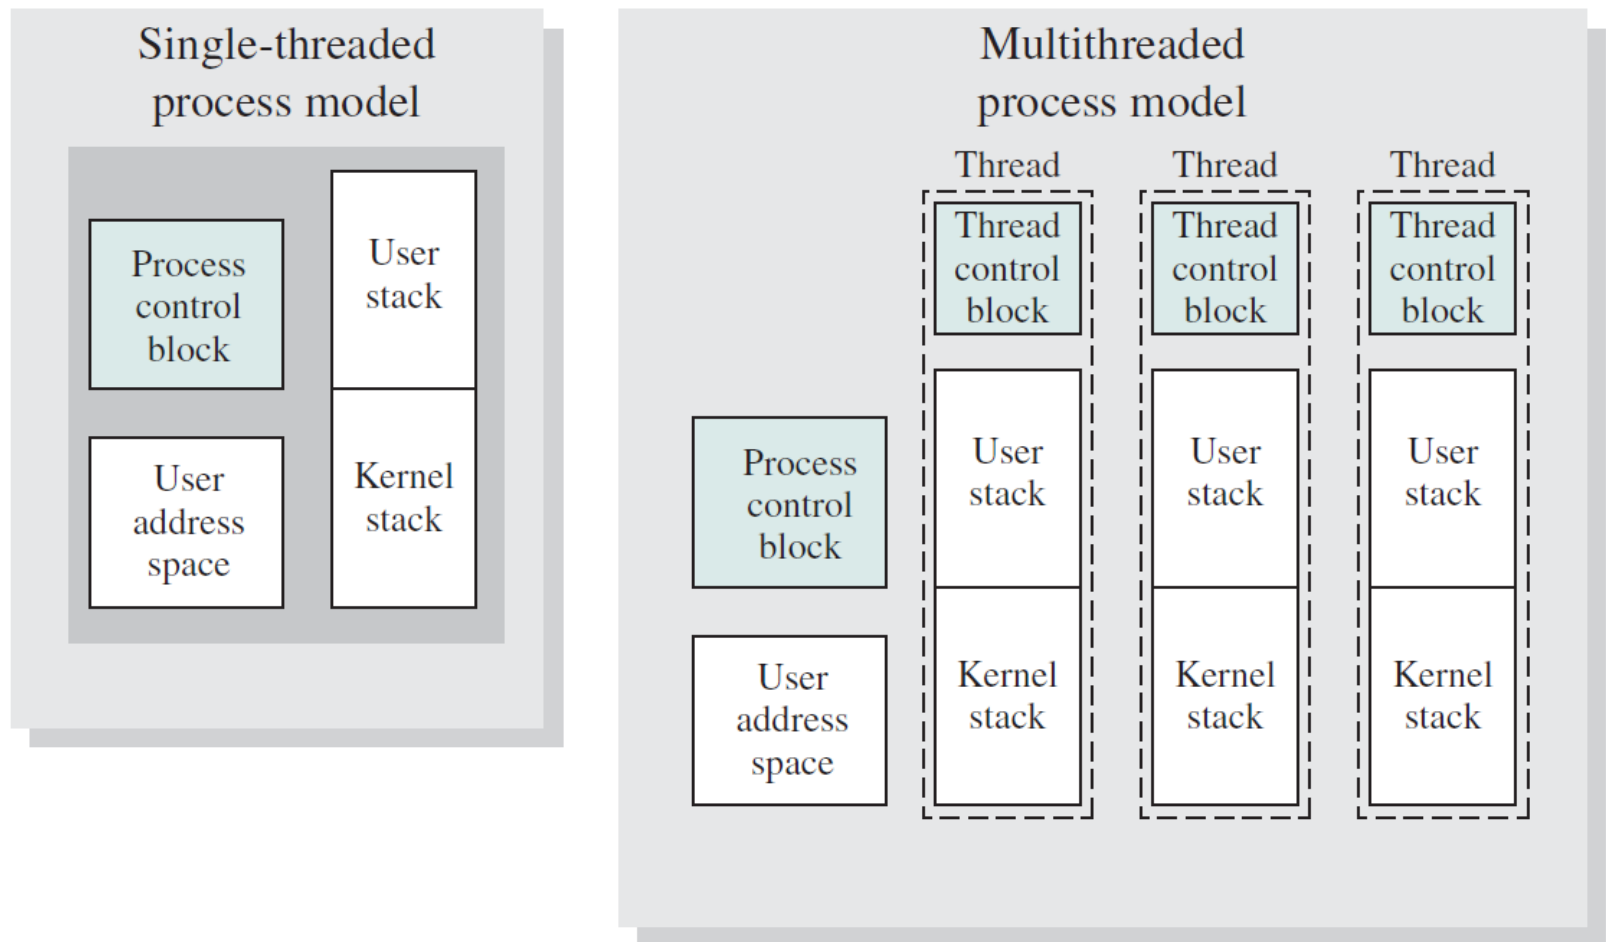 Single-threaded
process model
Process
control
block
User
stack
User
address
space
Kernel
stack
Multithreaded
process model
Process
control
block
User
address
space
Thread
Thread
control
block
User
stack
Kernel
stack
Thread
Thread
control
block
User
stack
Kernel
stack
Thread
Thread
control
block
User
stack
Kernel
stack